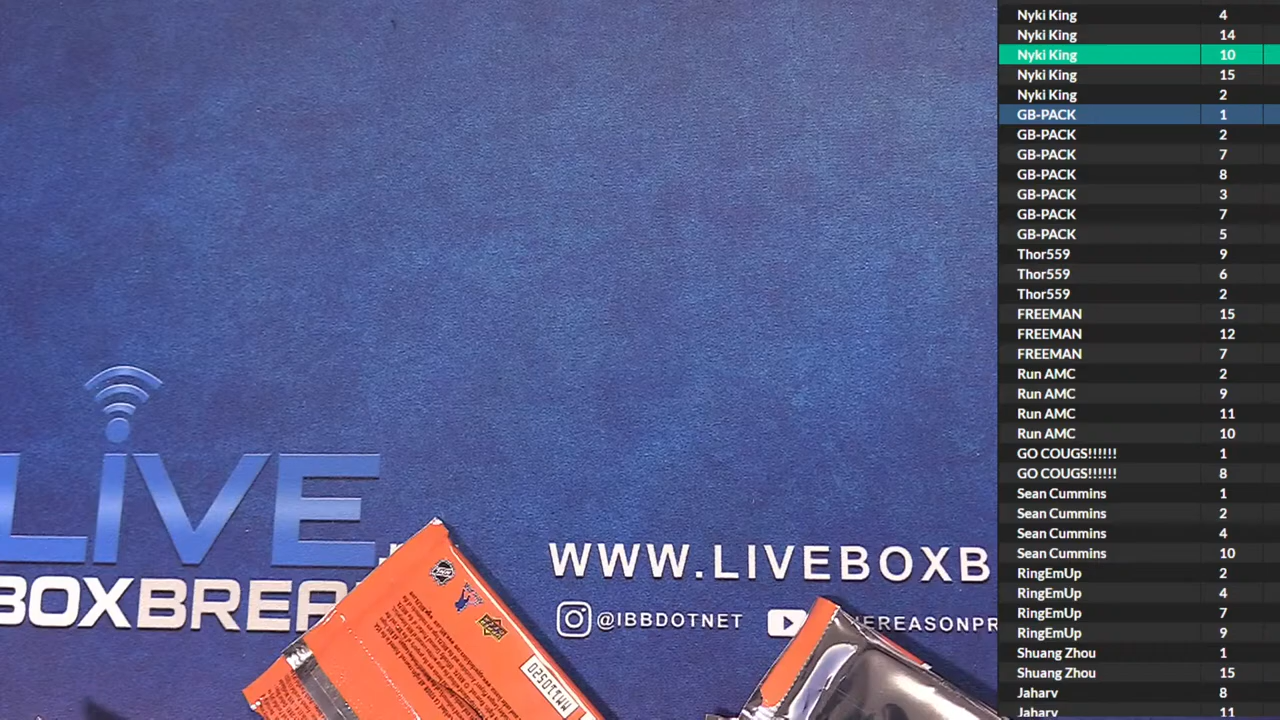 Nyki King 4
Nyki King 14
Nyki King 10
Nyki King 15
Nyki King 2
GB-PACK 1
GB-PACK 2
GB-PACK 7
GB-PACK 8
GB-PACK 3
GB-PACK 7
GB-PACK 5
Thor559 9
Thor559 6
Thor559 2
FREEMAN 15
FREEMAN 12
FREEMAN 7
Run AMC 2
Run AMC 9
Run AMC 11
Run AMC 10
GO COUGS!!!!!! 1
GO COUGS!!!!!! 8
Sean Cummins 1
Sean Cummins 2
Sean Cummins 4
Sean Cummins 10
RingEmUp 2
RingEmUp 4
RingEmUp 7
RingEmUp 9
Shuang Zhou 1
Shuang Zhou 15
Jaharv 8
Jaharv 11
LIVE
BOXBREA
WWW.LIVEBOXB
@IBBDOTNET
HEREASONPR
MM110520